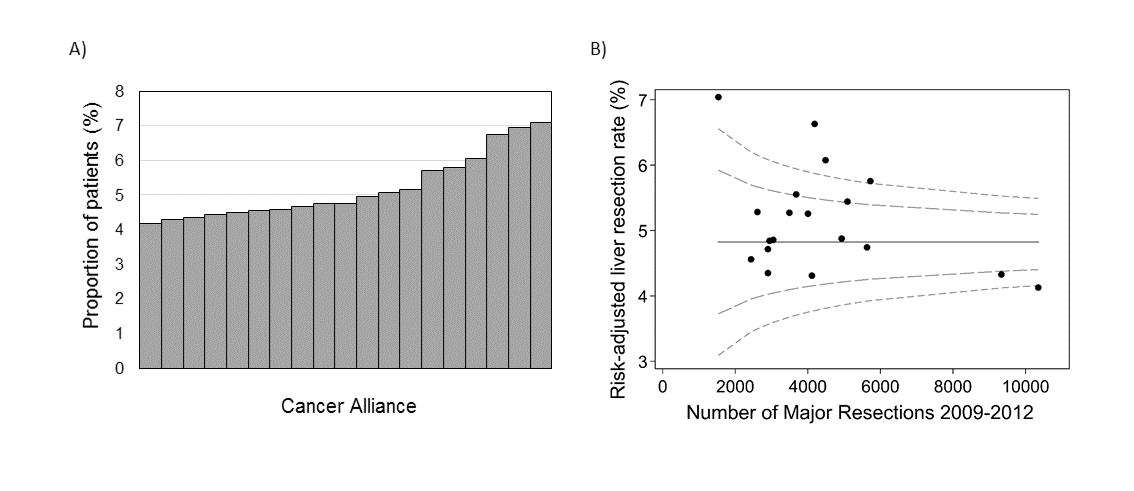 A)
8
7
6
5
4
3
2
1
0
Proportion of patients (%)
Cancer Alliance
B)
7
6
5
4
3
Risk-adjusted liver resection rate (%)
0 2000 4000 6000 8000 10000
Number of Major Resections 2009-2012